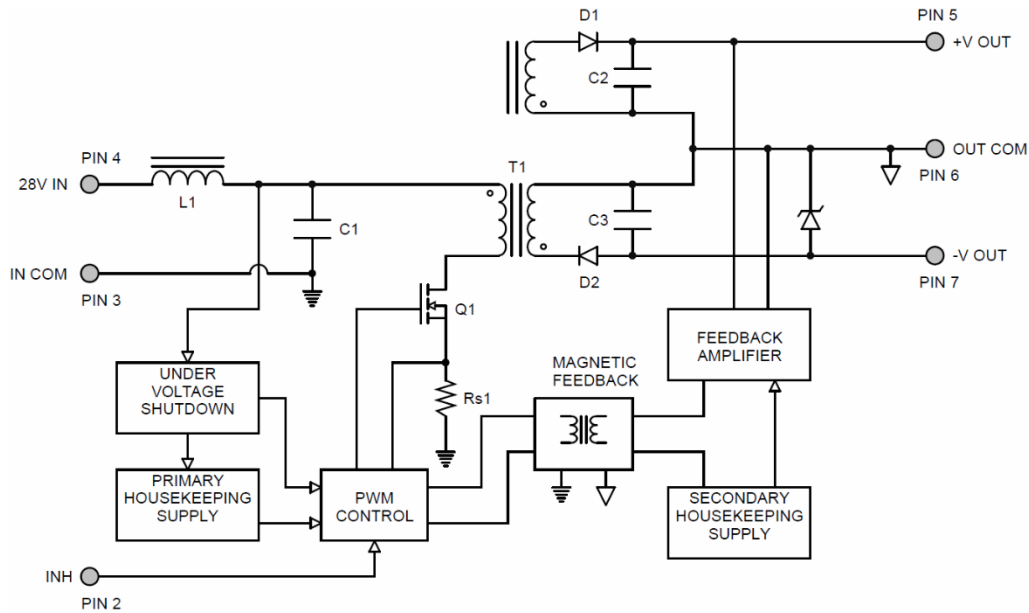 D1
PIN 5
+V OUT
C2
PIN 4
28V IN
L1
T1
OUT COM
PIN 6
C1
C3
IN COM
PIN 3
D2
-V OUT
PIN 7
Q1
UNDER
VOLTAGE
SHUTDOWN
Rs1
MAGNETIC
FEEDBACK
FEEDBACK
AMPLIFIER
PRIMARY
HOUSEKEEPING
SUPPLY
PWM
CONTROL
SECONDARY
HOUSEKEEPING
SUPPLY
INH
PIN 2